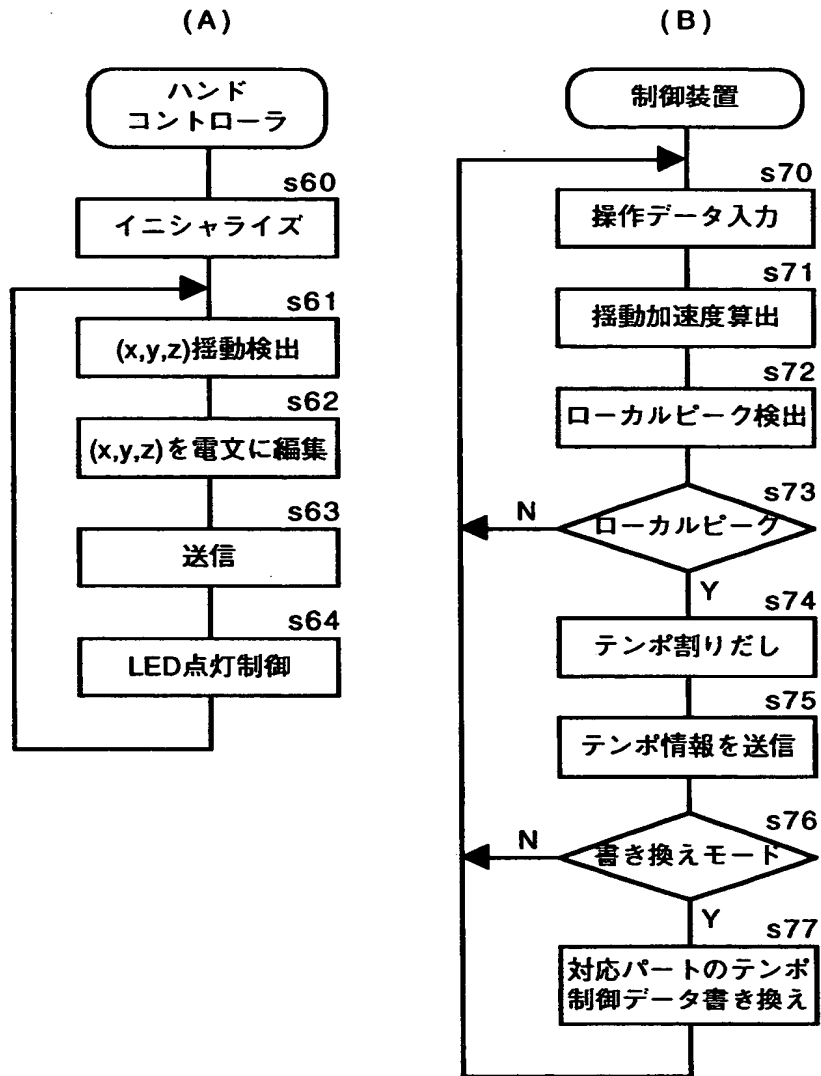 (A)
ハンド
コントローラ
s60
イニシャライズ
s61
(x,y,z)揺動検出
s62
(x,y,z)を電文に編集
s63
送信
s64
LED点灯制御
(B)
制御装置
s70
操作データ入力
s71
揺動加速度算出
s72
ローカルピーク検出
s73
ローカルピーク
N
Y
s74
テンポ割りだし
s75
テンポ情報を送信
s76
書き換えモード
N
Y
s77
対応パートのテンポ
制御データ書き換え